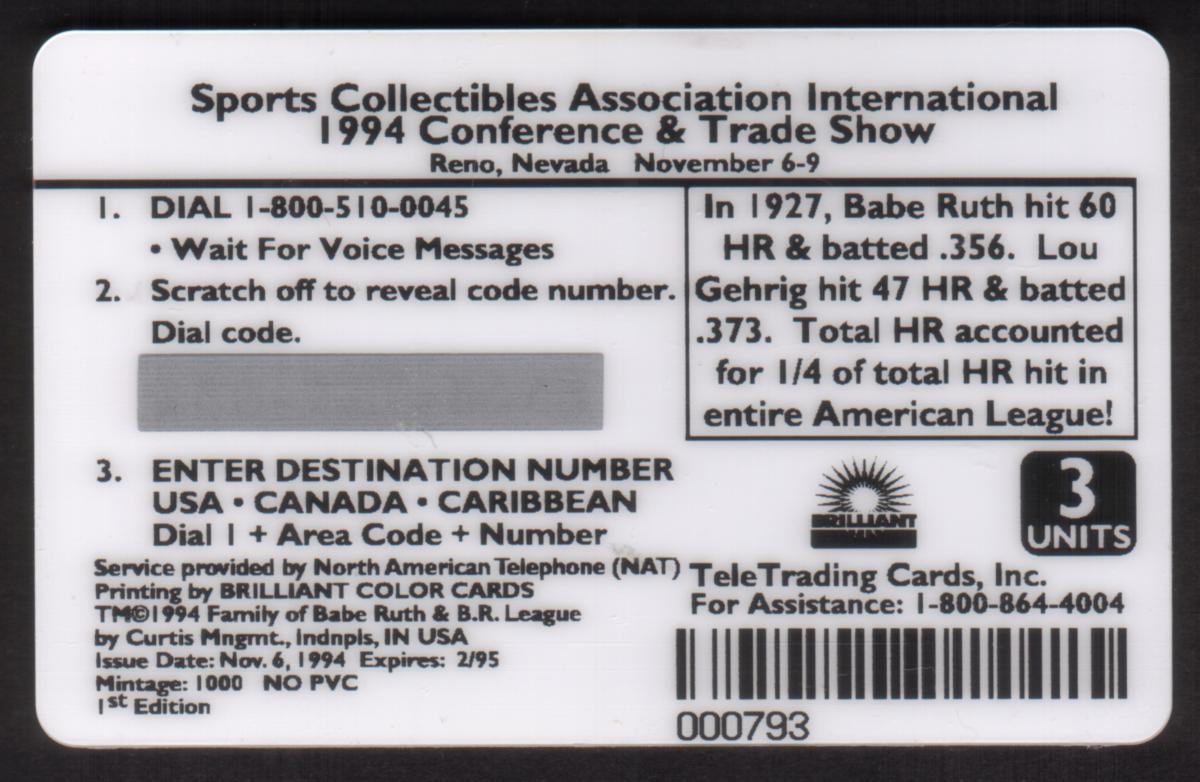 Sports Collectibles Association International
1994 Conference & Trade Show
Reno, Nevada November 6-9
1. DIAL 1-800-510-0045
• Wait For Voice Messages
2. Scratch off to reveal code number.
Dial code.
3. ENTER DESTINATION NUMBER
USA • CANADA • CARIBBEAN
Dial 1 + Area Code + Number
Service provided by North American Telephone (NAT)
Printing by BRILLIANT COLOR CARDS
TM©1994 Family of Babe Ruth & B.R. League
by Curtis Mngmt., Indnpls, IN USA
Issue Date: Nov. 6, 1994 Expires: 2/95
Mintage: 1000 NO PVC
1st Edition
In 1927, Babe Ruth hit 60
HR & batted .356. Lou
Gehrig hit 47 HR & batted
.373. Total HR accounted
for 1/4 of total HR hit in
entire American League!
BRILLIANT
3
UNITS
TeleTrading Cards, Inc.
For Assistance: 1-800-864-4004
000793